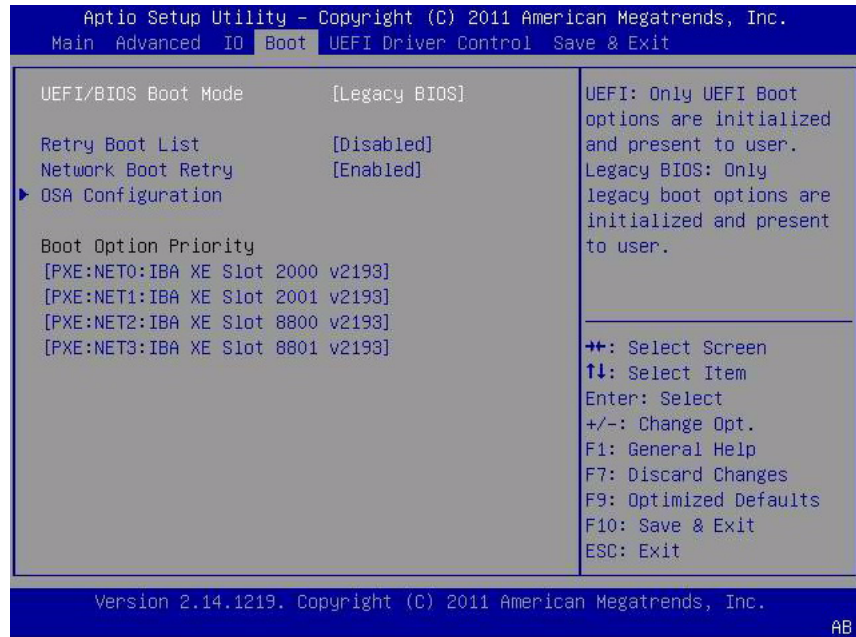 Aptio Setup Utility – Copyright (C) 2011 American Megatrends, Inc.
Main Advanced IO Boot UEFI Driver Control Save & Exit
UEFI/BIOS Boot Mode [Legacy BIOS]
Retry Boot List [Disabled]
Network Boot Retry [Enabled]
OSA Configuration
Boot Option Priority
[PXE:NET0:IBA XE Slot 2000 v2193]
[PXE:NET1:IBA XE Slot 2001 v2193]
[PXE:NET2:IBA XE Slot 8800 v2193]
[PXE:NET3:IBA XE Slot 8801 v2193]
UEFI: Only UEFI Boot
options are initialized
and present to user.
Legacy BIOS: Only
legacy boot options are
initialized and present
to user.
→←: Select Screen
↑↓: Select Item
Enter: Select
+/-: Change Opt.
F1: General Help
F7: Discard Changes
F9: Optimized Defaults
F10: Save & Exit
ESC: Exit
Version 2.14.1219. Copyright (C) 2011 American Megatrends, Inc.
AB